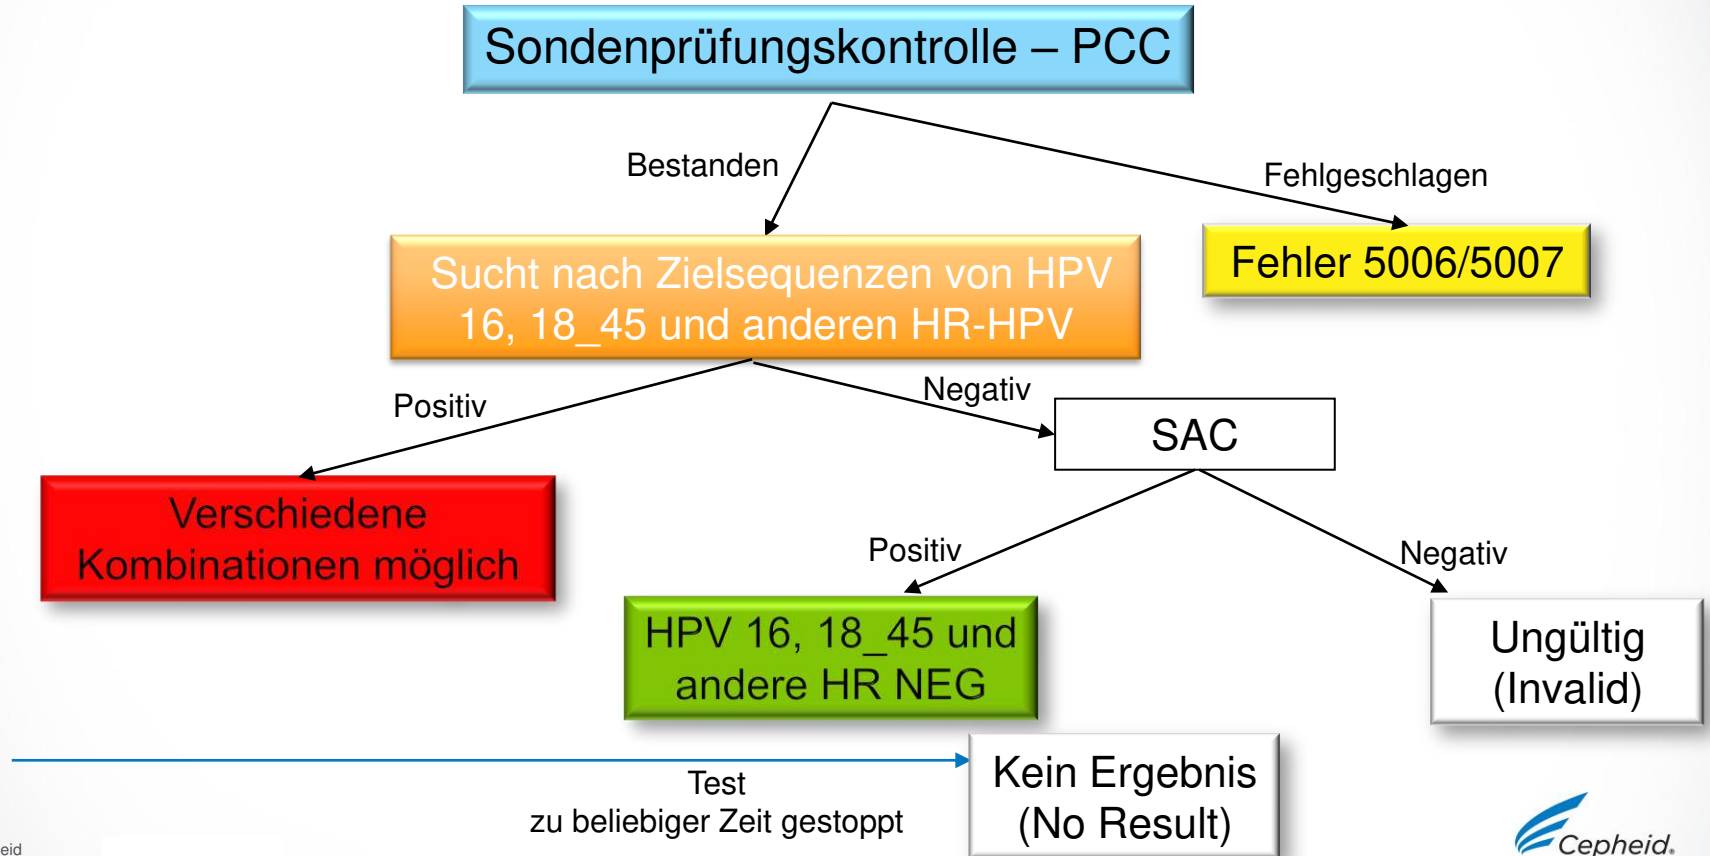 Sondenprüfungskontrolle – PCC
Bestanden
Fehlgeschlagen
Fehler 5006/5007
Sucht nach Zielsequenzen von HPV
16, 18_45 und anderen HR-HPV
Positiv
Negativ
SAC
Verschiedene
Kombinationen möglich
Positiv
Negativ
HPV 16, 18_45 und
andere HR NEG
Ungültig
(Invalid)
Test
zu beliebiger Zeit gestoppt
Kein Ergebnis
(No Result)
eid
Cepheid.